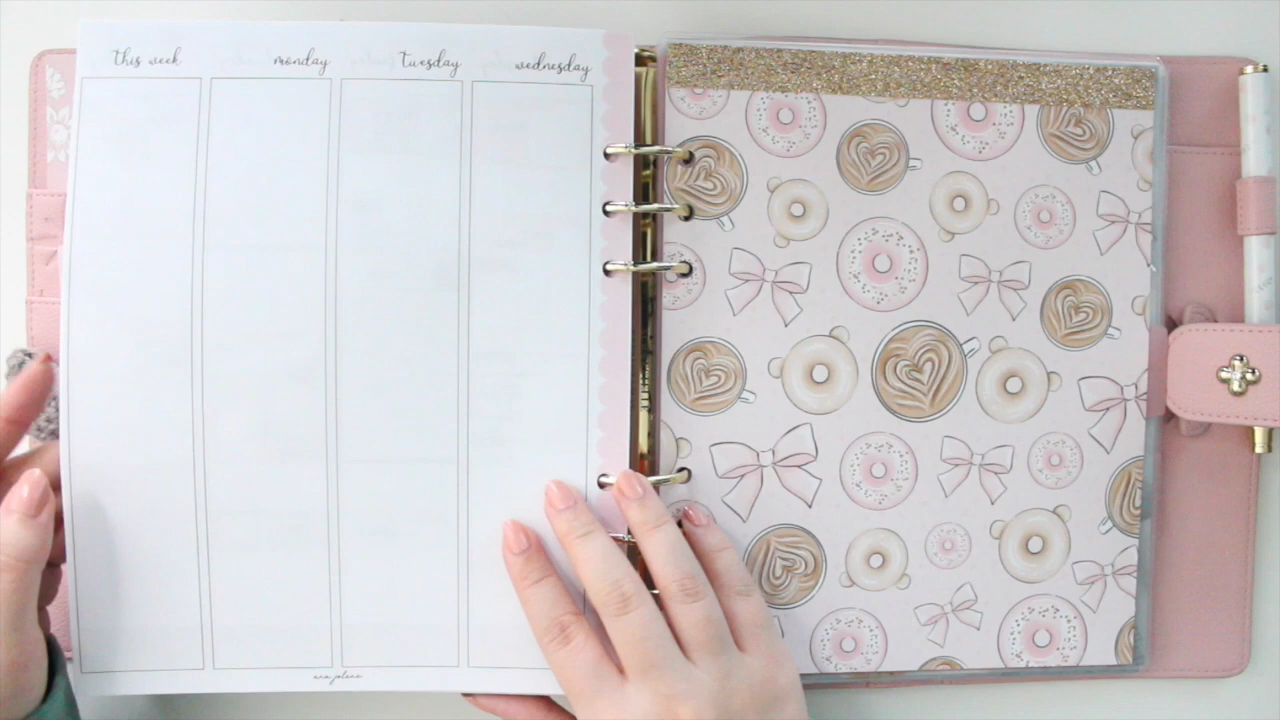 this week
monday
Tuesday
wednesday
ana jolene